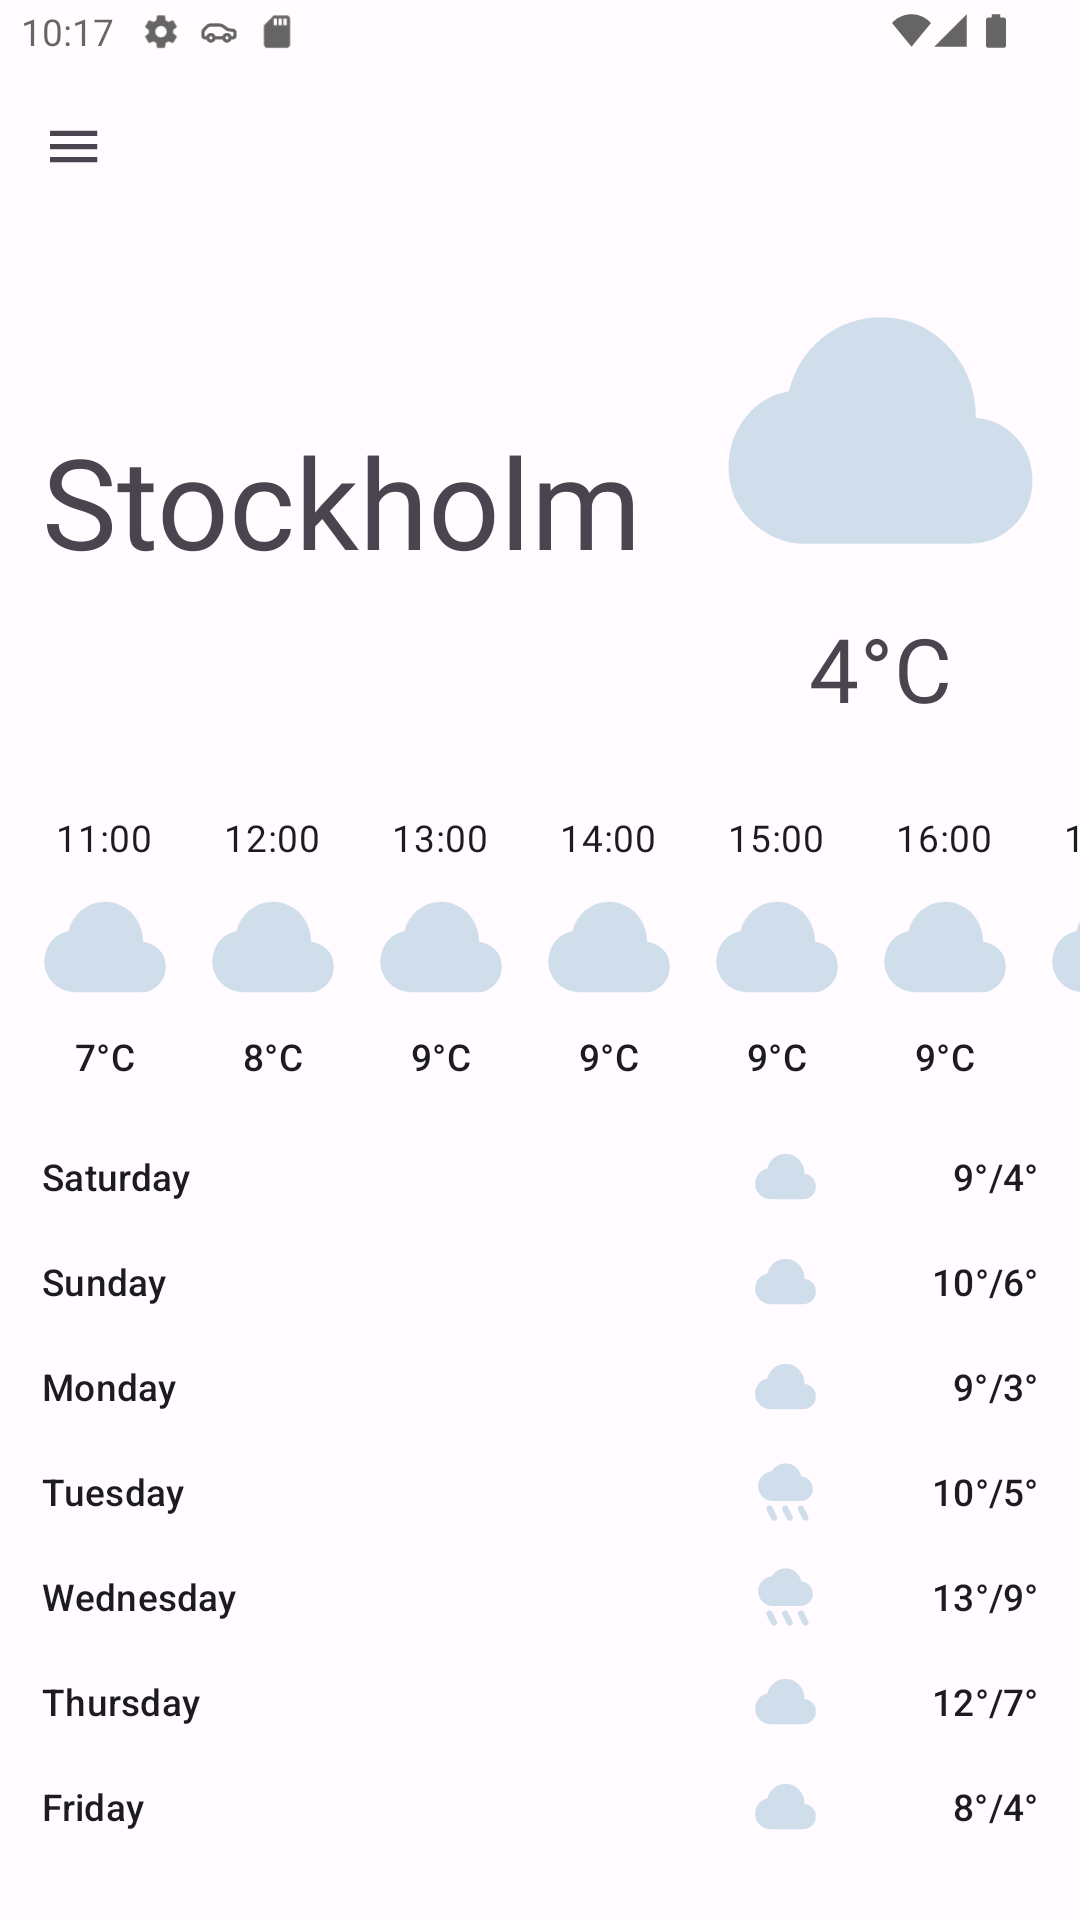 10:17
Stockholm
4°C
11:00 12:00 13:00 14:00 15:00 16:00 1
7°C 8°C 9°C 9°C 9°C 9°C
Saturday 9°/4°
Sunday 10°/6°
Monday 9°/3°
Tuesday 10°/5°
Wednesday 13°/9°
Thursday 12°/7°
Friday 8°/4°